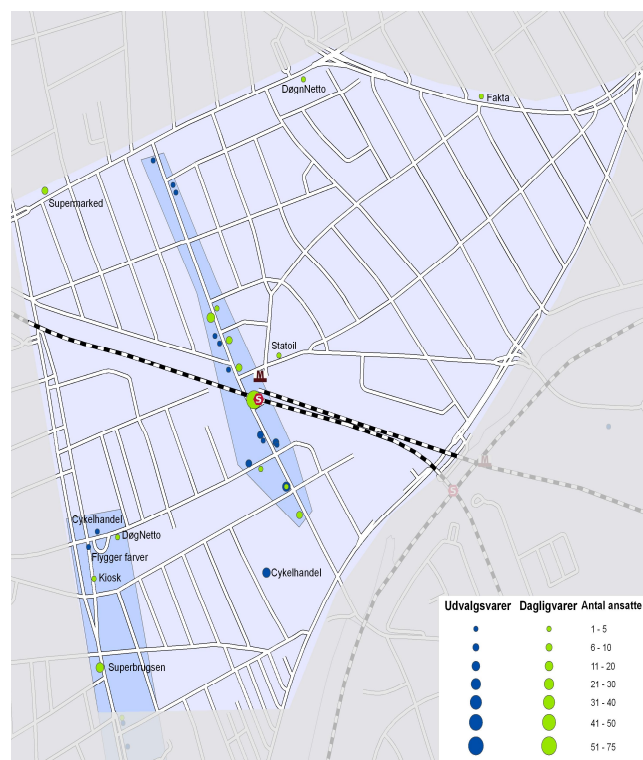 DøgnNetto
Fakta
Supermarked
Statoil
M
S
M
S
Cykelhandel
DøgNetto
Flygger farver
Kiosk
Cykelhandel
Superbrugsen
Udvalgsvarer Dagligvarer Antal ansatte
1 - 5
6 - 10
11 - 20
21 - 30
31 - 40
41 - 50
51 - 75